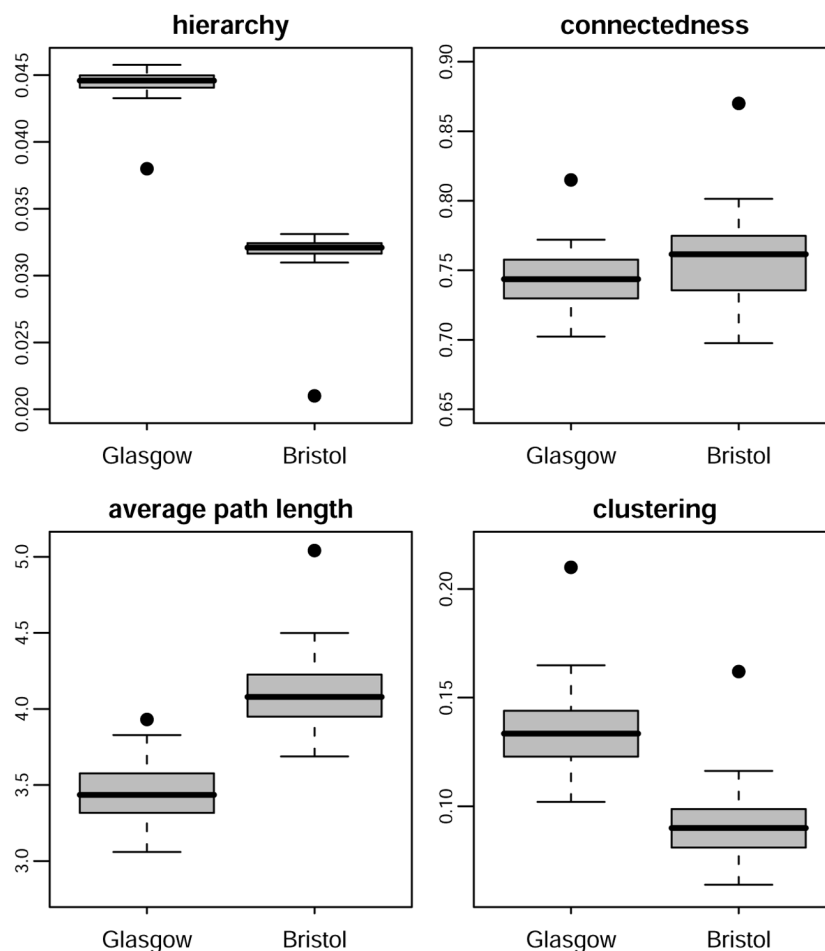 hierarchy
0.045
0.040
0.035
0.030
0.025
0.020
Glasgow Bristol
connectedness
0.90
0.85
0.80
0.75
0.70
0.65
Glasgow Bristol
average path length
5.0
4.5
4.0
3.5
3.0
Glasgow Bristol
clustering
0.20
0.15
0.10
Glasgow Bristol